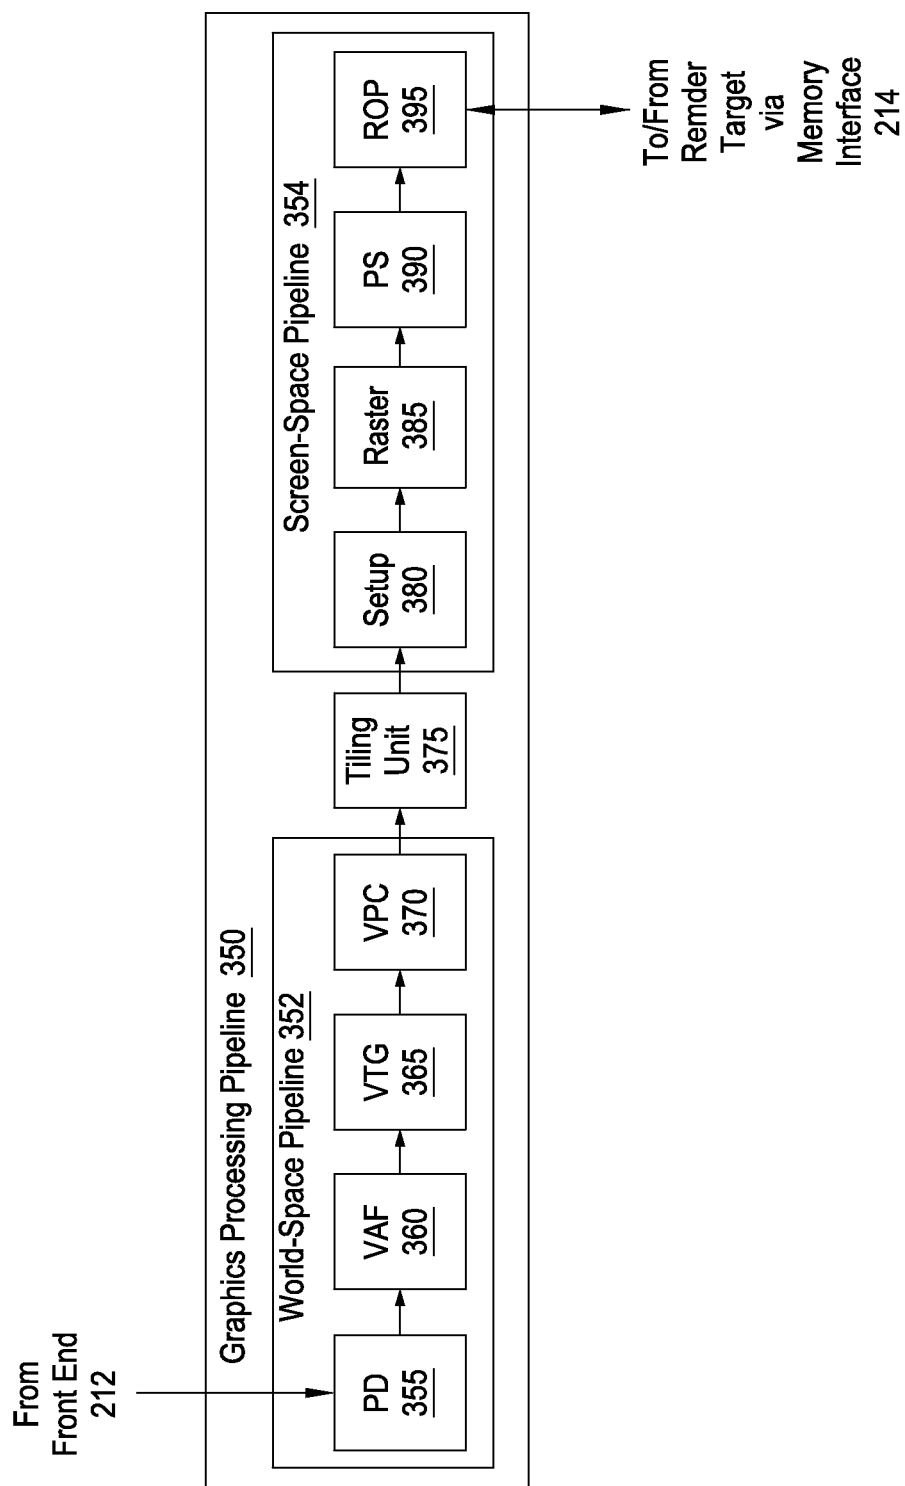 From
Front End
212
Graphics Processing Pipeline 350
World-Space Pipeline 352
PD
355
VAF
360
VTG
365
VPC
370
Tiling
Unit
375
Screen-Space Pipeline 354
Setup
380
Raster
385
PS
390
ROP
395
To/From
Remder
Target
via
Memory
Interface
214